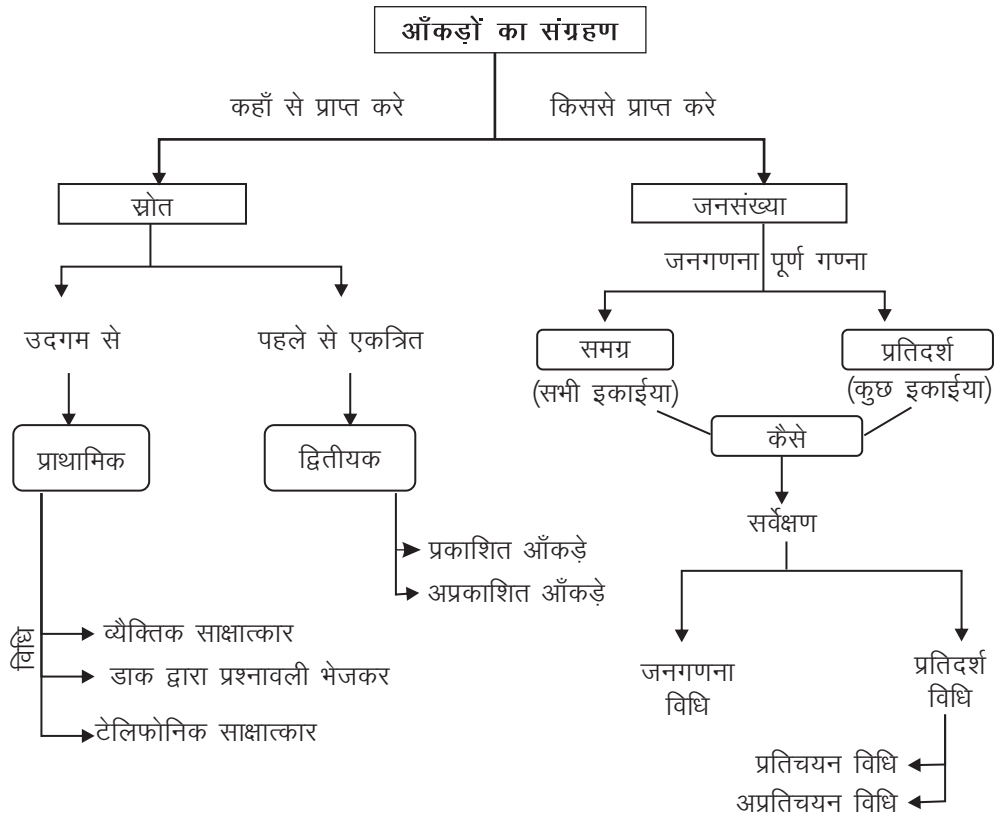 आँकड़ों का संग्रहण
कहाँ से प्राप्त करे
किससे प्राप्त करे
स्रोत
जनसंख्या
जनगणना पूर्ण गण्ना
उदगम से
पहले से एकत्रित
समग्र
(सभी इकाईया)
प्रतिदर्श
(कुछ इकाईया)
कैसे
प्राथामिक
द्वितीयक
सर्वेक्षण
प्रकाशित आँकड़े
अप्रकाशित आँकड़े
विधि
व्यैक्तिक साक्षात्कार
डाक द्वारा प्रश्नावली भेजकर
टेलिफोनिक साक्षात्कार
जनगणना
विधि
प्रतिदर्श
विधि
प्रतिचयन विधि
अप्रतिचयन विधि